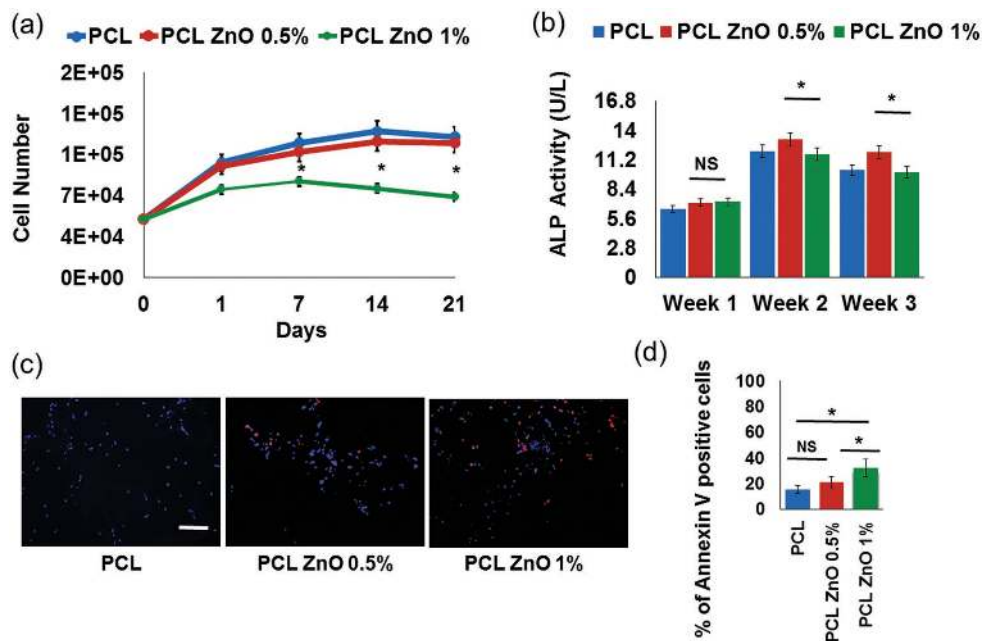 (a)
PCL PCL ZnO 0.5% PCL ZnO 1%
2E+05
1E+05
1E+05
7E+04
4E+04
0E+00
Cell Number
* * *
0 1 7 14 21
Days
(b)
PCL PCL ZnO 0.5% PCL ZnO 1%
16.8
14
11.2
8.4
5.6
2.8
0
ALP Activity (U/L)
NS * *
Week 1 Week 2 Week 3
(c)
PCL PCL ZnO 0.5% PCL ZnO 1%
(d)
% of Annexin V positive cells
100
80
60
40
20
0
*
NS *
PCL
PCL ZnO 0.5%
PCL ZnO 1%